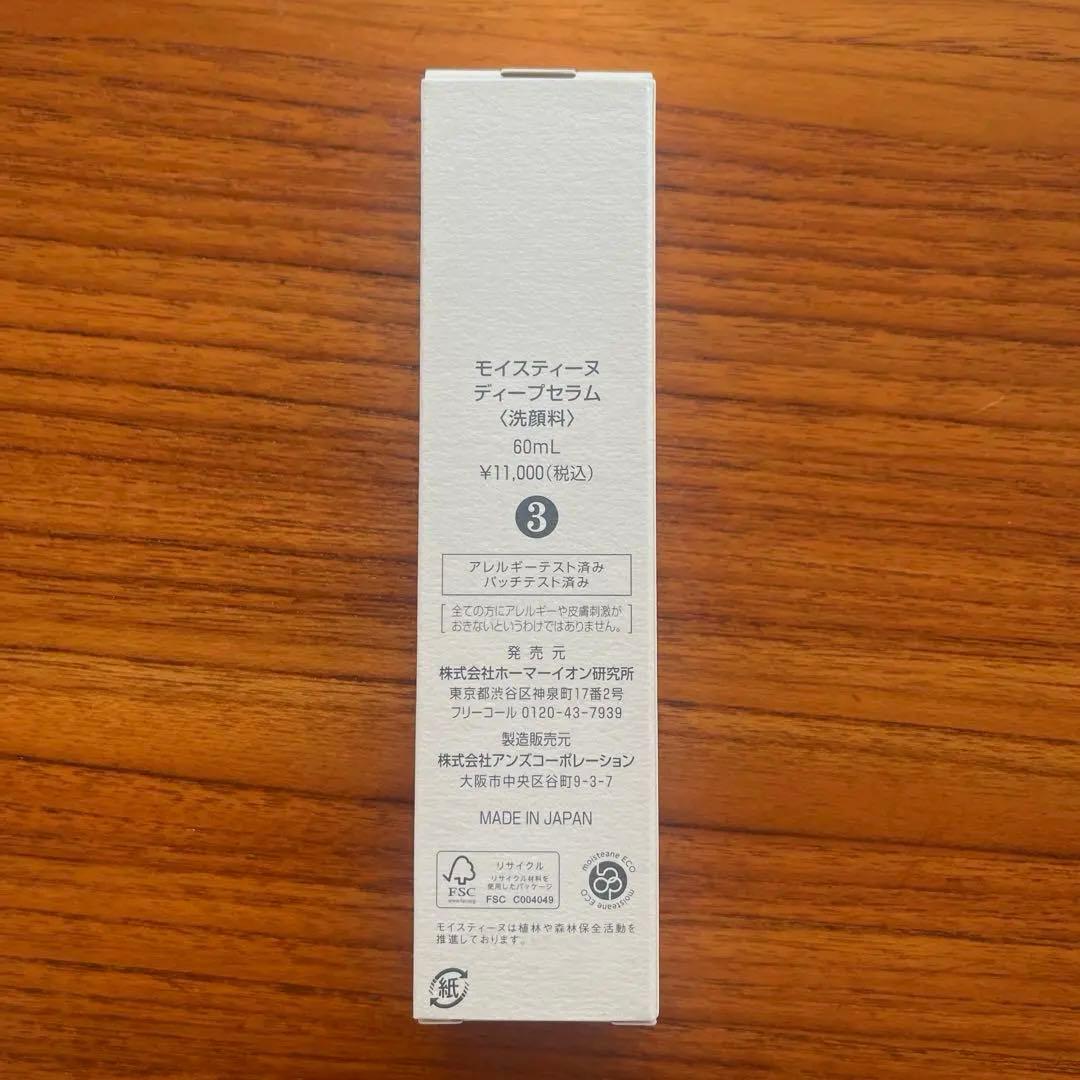 モイスティーヌ
ディープセラム
〈洗顔料〉
60mL
¥11,000(税込)
3
アレルギーテスト済み
パッチテスト済み
[全ての方にアレルギーや皮膚刺激が
おきないというわけではありません。]
発売元
株式会社ホーマーイオン研究所
東京都渋谷区神泉町17番2号
フリーコール 0120-43-7939
製造販売元
株式会社アンズコーポレーション
大阪市中央区谷町9-3-7
MADE IN JAPAN
FSC
www.fsc.org
リサイクル
リサイクル材料を
使用したパッケージ
FSC C004049
moisteane ECO
moisteane ECO
モイスティーヌは植林や森林保全活動を
推進しております。
紙